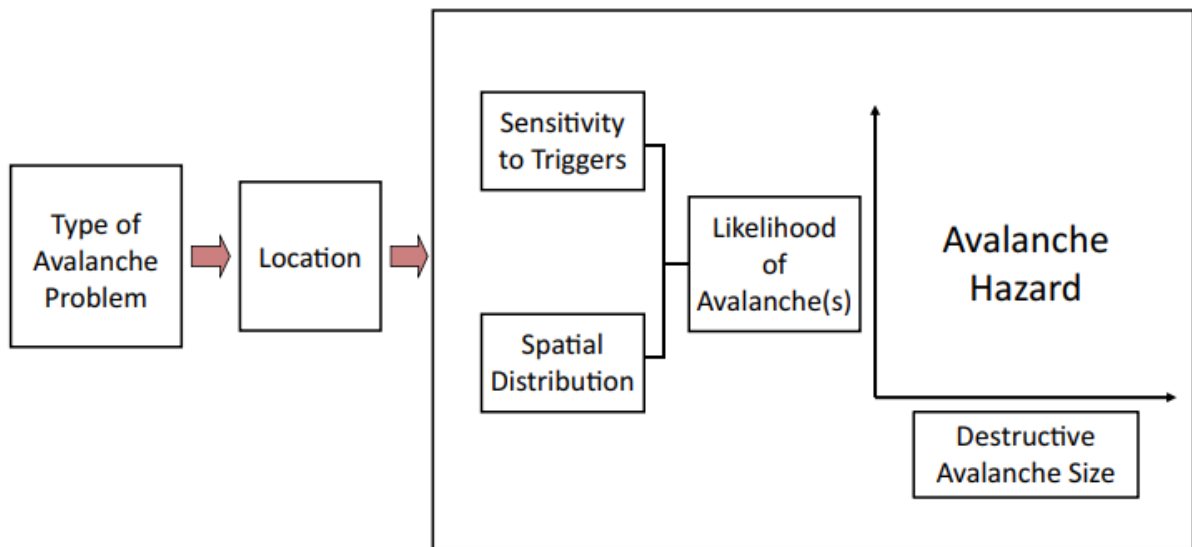 Type of
Avalanche
Problem
Location
Sensitivity
to Triggers
Spatial
Distribution
Likelihood
of
Avalanche(s)
Avalanche
Hazard
Destructive
Avalanche Size